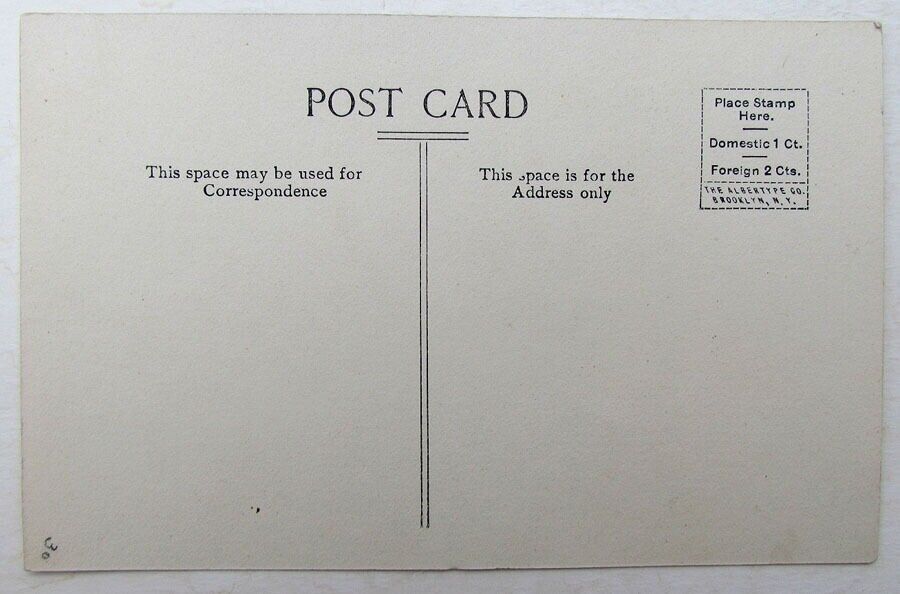 POST CARD
This space may be used for
Correspondence
This space is for the
Address only
Place Stamp
Here.
Domestic 1 Ct.
Foreign 2 Cts.
THE ALBERTYPE CO.
BROOKLYN, N.Y.